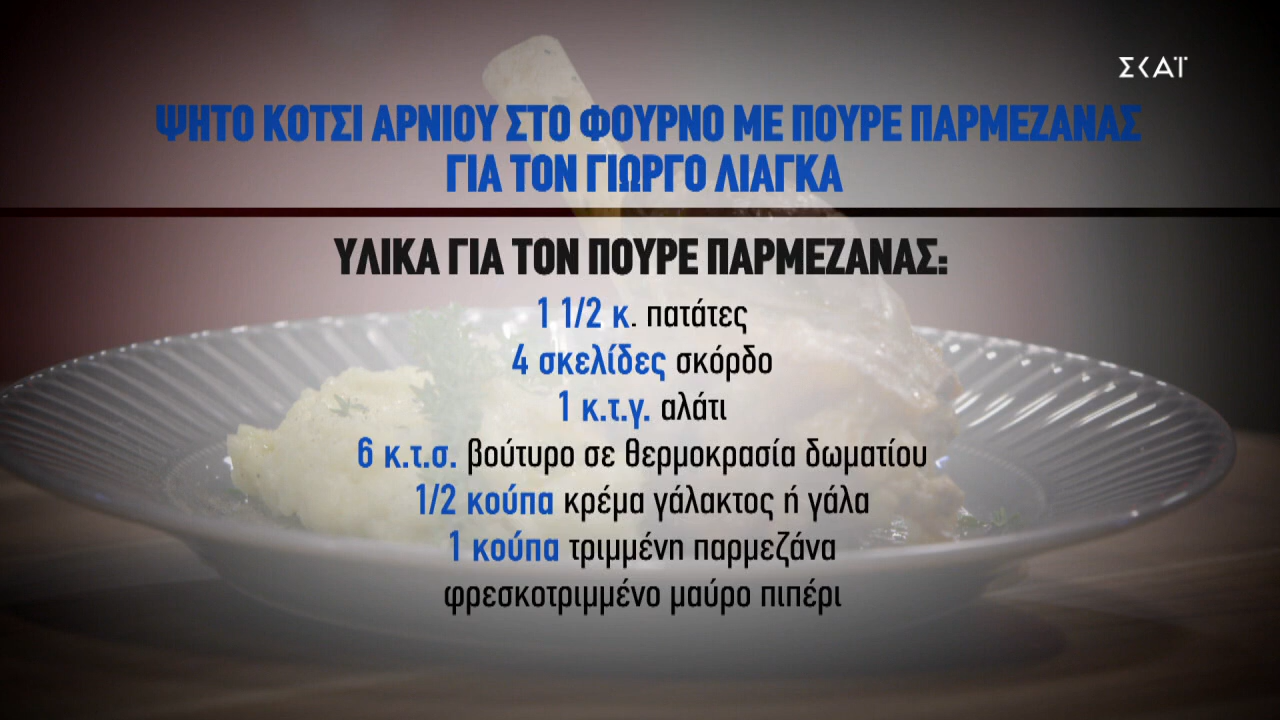 ΣΚΑΪ
ΨΗΤΟ ΚΟΤΣΙ ΑΡΝΙΟΥ ΣΤΟ ΦΟΥΡΝΟ ΜΕ ΠΟΥΡΕ ΠΑΡΜΕΖΑΝΑΣ
ΓΙΑ ΤΟΝ ΓΙΩΡΓΟ ΛΙΑΓΚΑ
ΥΛΙΚΑ ΓΙΑ ΤΟΝ ΠΟΥΡΕ ΠΑΡΜΕΖΑΝΑΣ:
1 1/2 κ. πατάτες
4 σκελίδες σκόρδο
1 κ.τ.γ. αλάτι
6 κ.τ.σ. βούτυρο σε θερμοκρασία δωματίου
1/2 κούπα κρέμα γάλακτος ή γάλα
1 κούπα τριμμένη παρμεζάνα
φρεσκοτριμμένο μαύρο πιπέρι